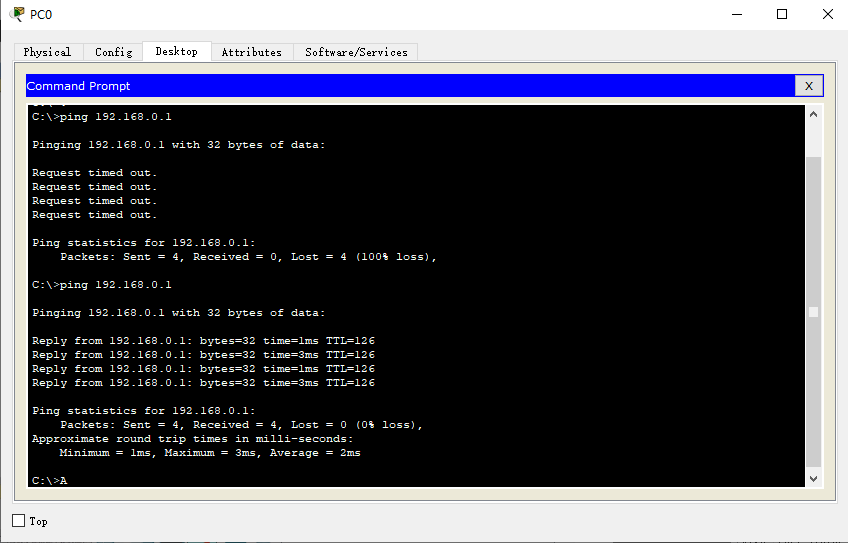 PC0
Physical Config Desktop Attributes Software/Services
Command Prompt X
C:\>ping 192.168.0.1
Pinging 192.168.0.1 with 32 bytes of data:
Request timed out.
Request timed out.
Request timed out.
Request timed out.
Ping statistics for 192.168.0.1:
Packets: Sent = 4, Received = 0, Lost = 4 (100% loss),
C:\>ping 192.168.0.1
Pinging 192.168.0.1 with 32 bytes of data:
Reply from 192.168.0.1: bytes=32 time=1ms TTL=126
Reply from 192.168.0.1: bytes=32 time=3ms TTL=126
Reply from 192.168.0.1: bytes=32 time=1ms TTL=126
Reply from 192.168.0.1: bytes=32 time=3ms TTL=126
Ping statistics for 192.168.0.1:
Packets: Sent = 4, Received = 4, Lost = 0 (0% loss),
Approximate round trip times in milli-seconds:
Minimum = 1ms, Maximum = 3ms, Average = 2ms
C:\>A
Top